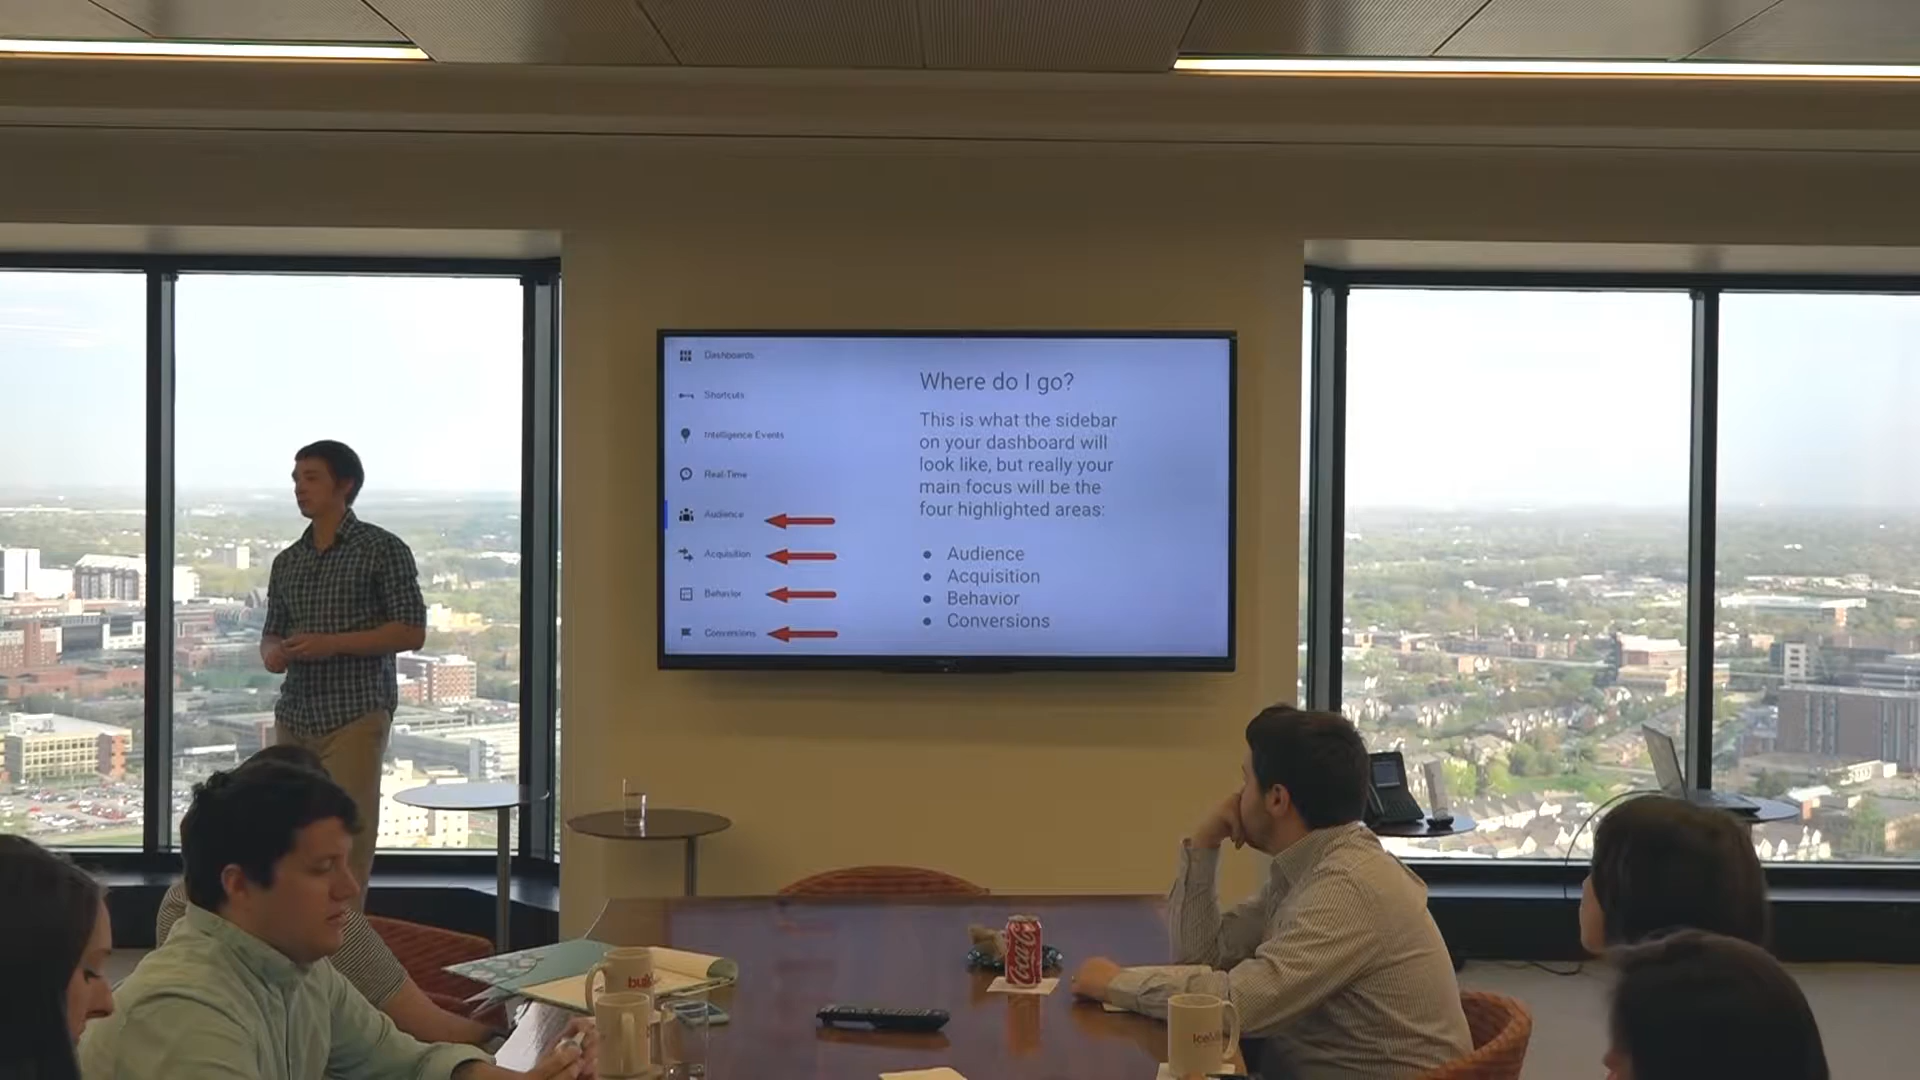 Dashboards
Shortcuts
Intelligence Events
Real-Time
Audience
Acquisition
Behavior
Conversions
Where do I go?
This is what the sidebar
on your dashboard will
look like, but really your
main focus will be the
four highlighted areas:
• Audience
• Acquisition
• Behavior
• Conversions
Coca-Cola